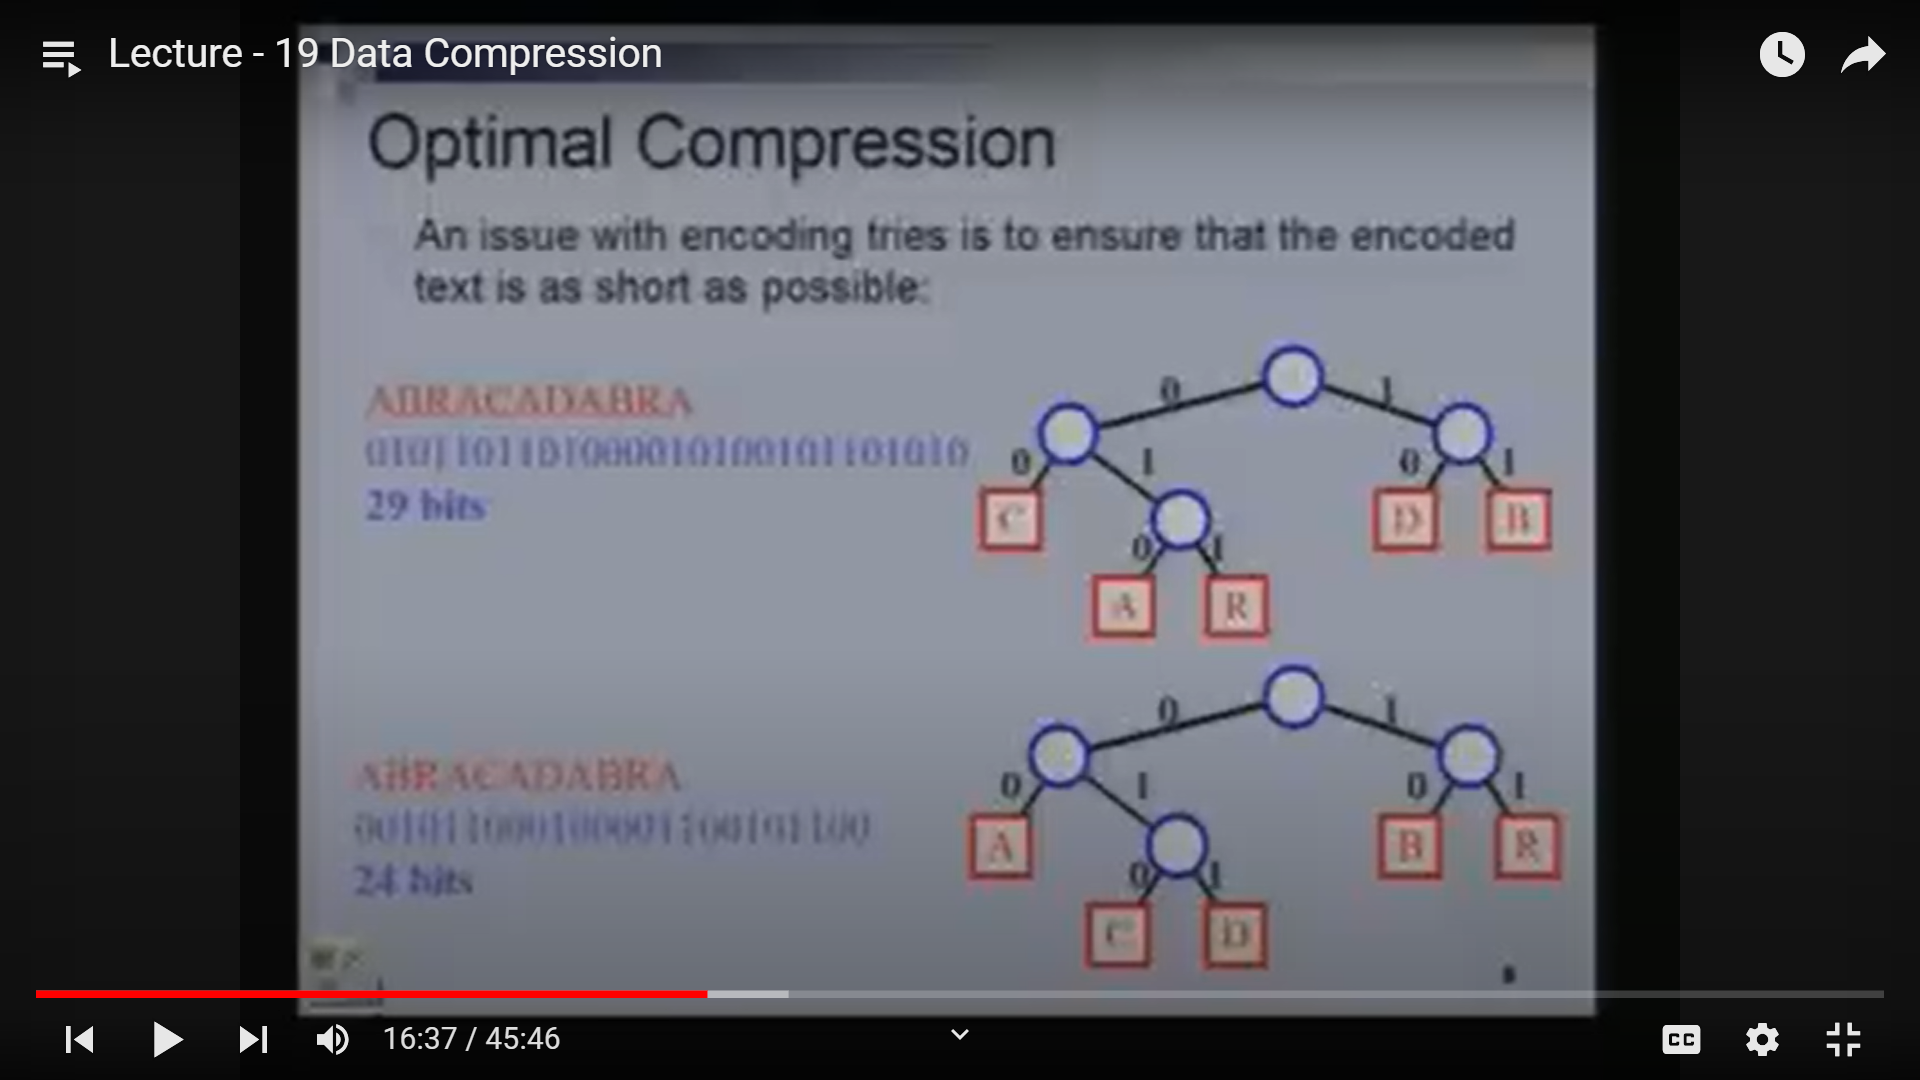 Lecture - 19 Data Compression
Optimal Compression
An issue with encoding tries is to ensure that the encoded
text is as short as possible:
ABRACADABRA
29 bits
0 1
0 1 0 1
C D B
0 1
A R
ABRACADABRA
001011000100001100101100
24 bits
0 1
0 1 0 1
A B R
0 1
C D
8
16:37 / 45:46
CC